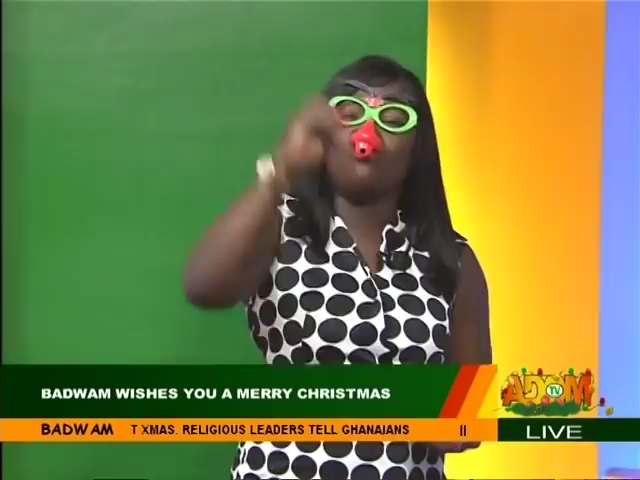 BADWAM WISHES YOU A MERRY CHRISTMAS
ADOM
TV
BADWAM T XMAS. RELIGIOUS LEADERS TELL GHANAIANS
LIVE